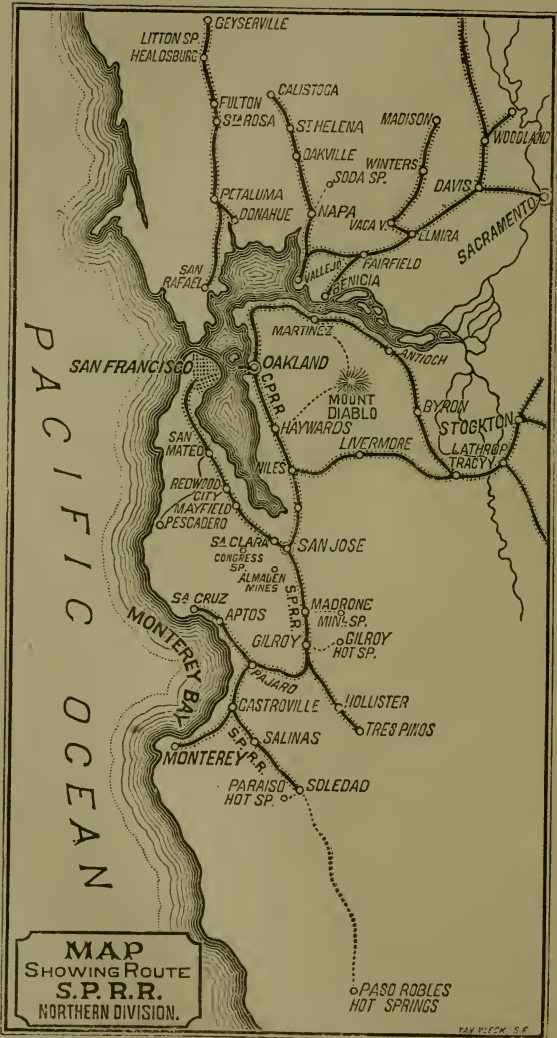 GEYSERVILLE
LITTON SP.
HEALDSBURG
CALISTOGA
FULTON
STA ROSA
ST HELENA
MADISON
WOODLAND
OAKVILLE
SODA SP.
WINTERS
DAVIS
PETALUMA
DONAHUE
NAPA
VACA V.
ELMIRA
SACRAMENTO
SAN
RAFAEL
VALLEJO
FAIRFIELD
BENICIA
MARTINEZ
ANTIOCH
SAN FRANCISCO
OAKLAND
C.P.R.R.
MOUNT
DIABLO
BYRON
HAYWARDS
STOCKTON
SAN
MATEO
LIVERMORE
LATHROP
TRACY
NILES
REDWOOD
CITY
MAYFIELD
PESCADERO
SA CLARA
SAN JOSE
CONGRESS
SP.
ALMADEN
MINES
S.P.R.R.
SA CRUZ
APTOS
MADRONE
MINL SP.
GILROY
GILROY
HOT SP.
MONTEREY BAY
PAJARO
CASTROVILLE
HOLLISTER
TRES PINOS
SALINAS
S.P.R.R.
MONTEREY
PARAISO
HOT SP.
SOLEDAD
PACIFIC OCEAN
PASO ROBLES
HOT SPRINGS
MAP
SHOWING ROUTE
S.P.R.R.
NORTHERN DIVISION.
VAN VLECK S.F.